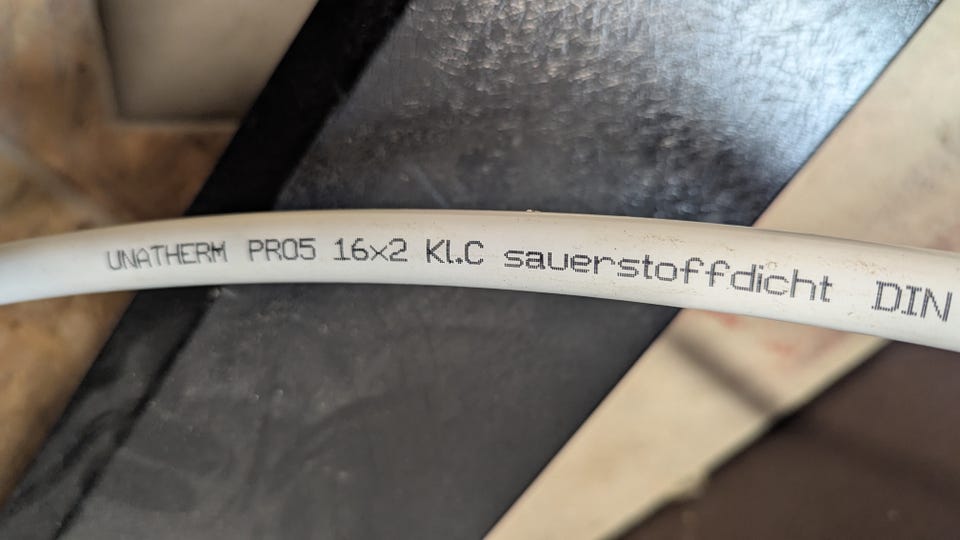 UNATHERM PRO5 16x2 Kl.C sauerstoffdicht DIN